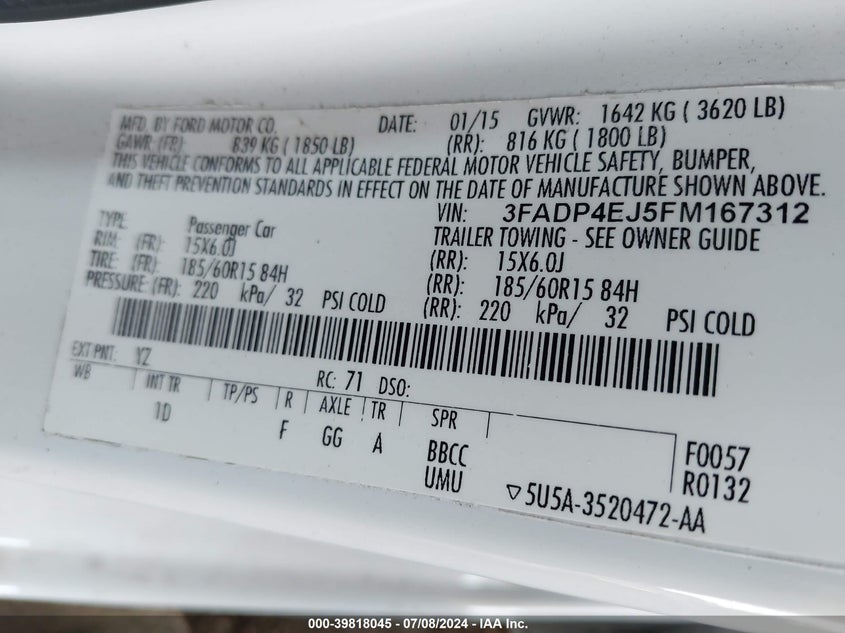 MFD. BY FORD MOTOR CO. DATE: 01/15 GVWR: 1642 KG ( 3620 LB)
GAWR (FR): 839 KG ( 1850 LB) (RR): 816 KG ( 1800 LB)
THIS VEHICLE CONFORMS TO ALL APPLICABLE FEDERAL MOTOR VEHICLE SAFETY, BUMPER,
AND THEFT PREVENTION STANDARDS IN EFFECT ON THE DATE OF MANUFACTURE SHOWN ABOVE.
VIN: 3FADP4EJ5FM167312
TYPE: Passenger Car TRAILER TOWING - SEE OWNER GUIDE
RIM: (FR): 15X6.0J (RR): 15X6.0J
TIRE: (FR): 185/60R15 84H (RR): 185/60R15 84H
PRESSURE: (FR): 220 kPa/ 32 PSI COLD (RR): 220 kPa/ 32 PSI COLD
EXT PNT: YZ RC: 71 DSO:
WB INT TR TP/PS R AXLE TR SPR
1D F GG A BBCC F0057
UMU R0132
▽5U5A-3520472-AA
000-39818045 - 07/08/2024 - IAA Inc.